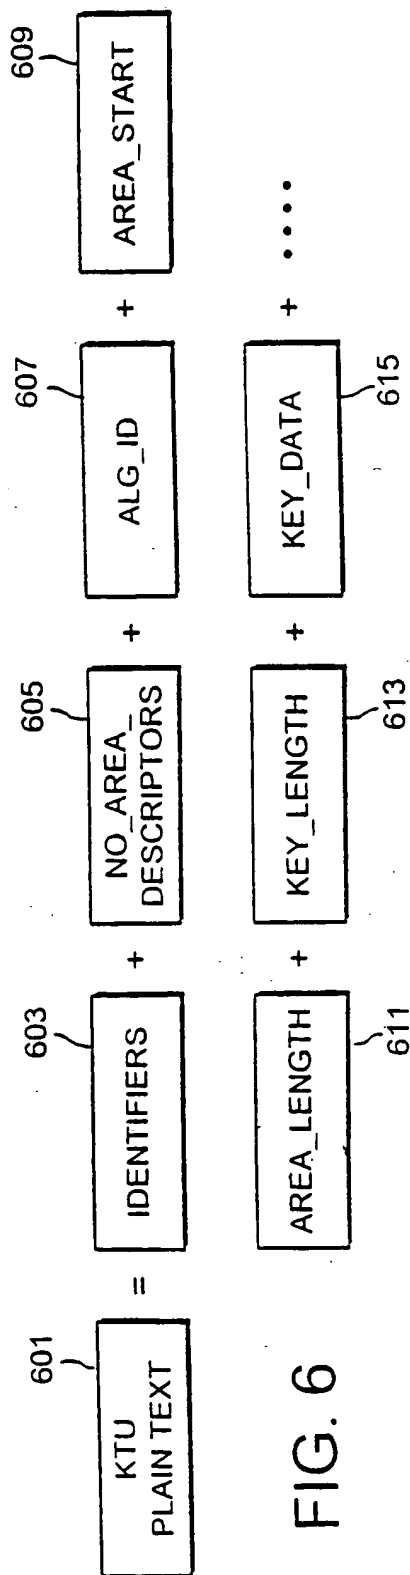 601
KTU
PLAIN TEXT
=
603
IDENTIFIERS
+
605
NO_AREA_
DESCRIPTORS
+
607
ALG_ID
+
609
AREA_START
AREA_LENGTH
611
+
KEY_LENGTH
613
+
KEY_DATA
615
+
....
FIG. 6